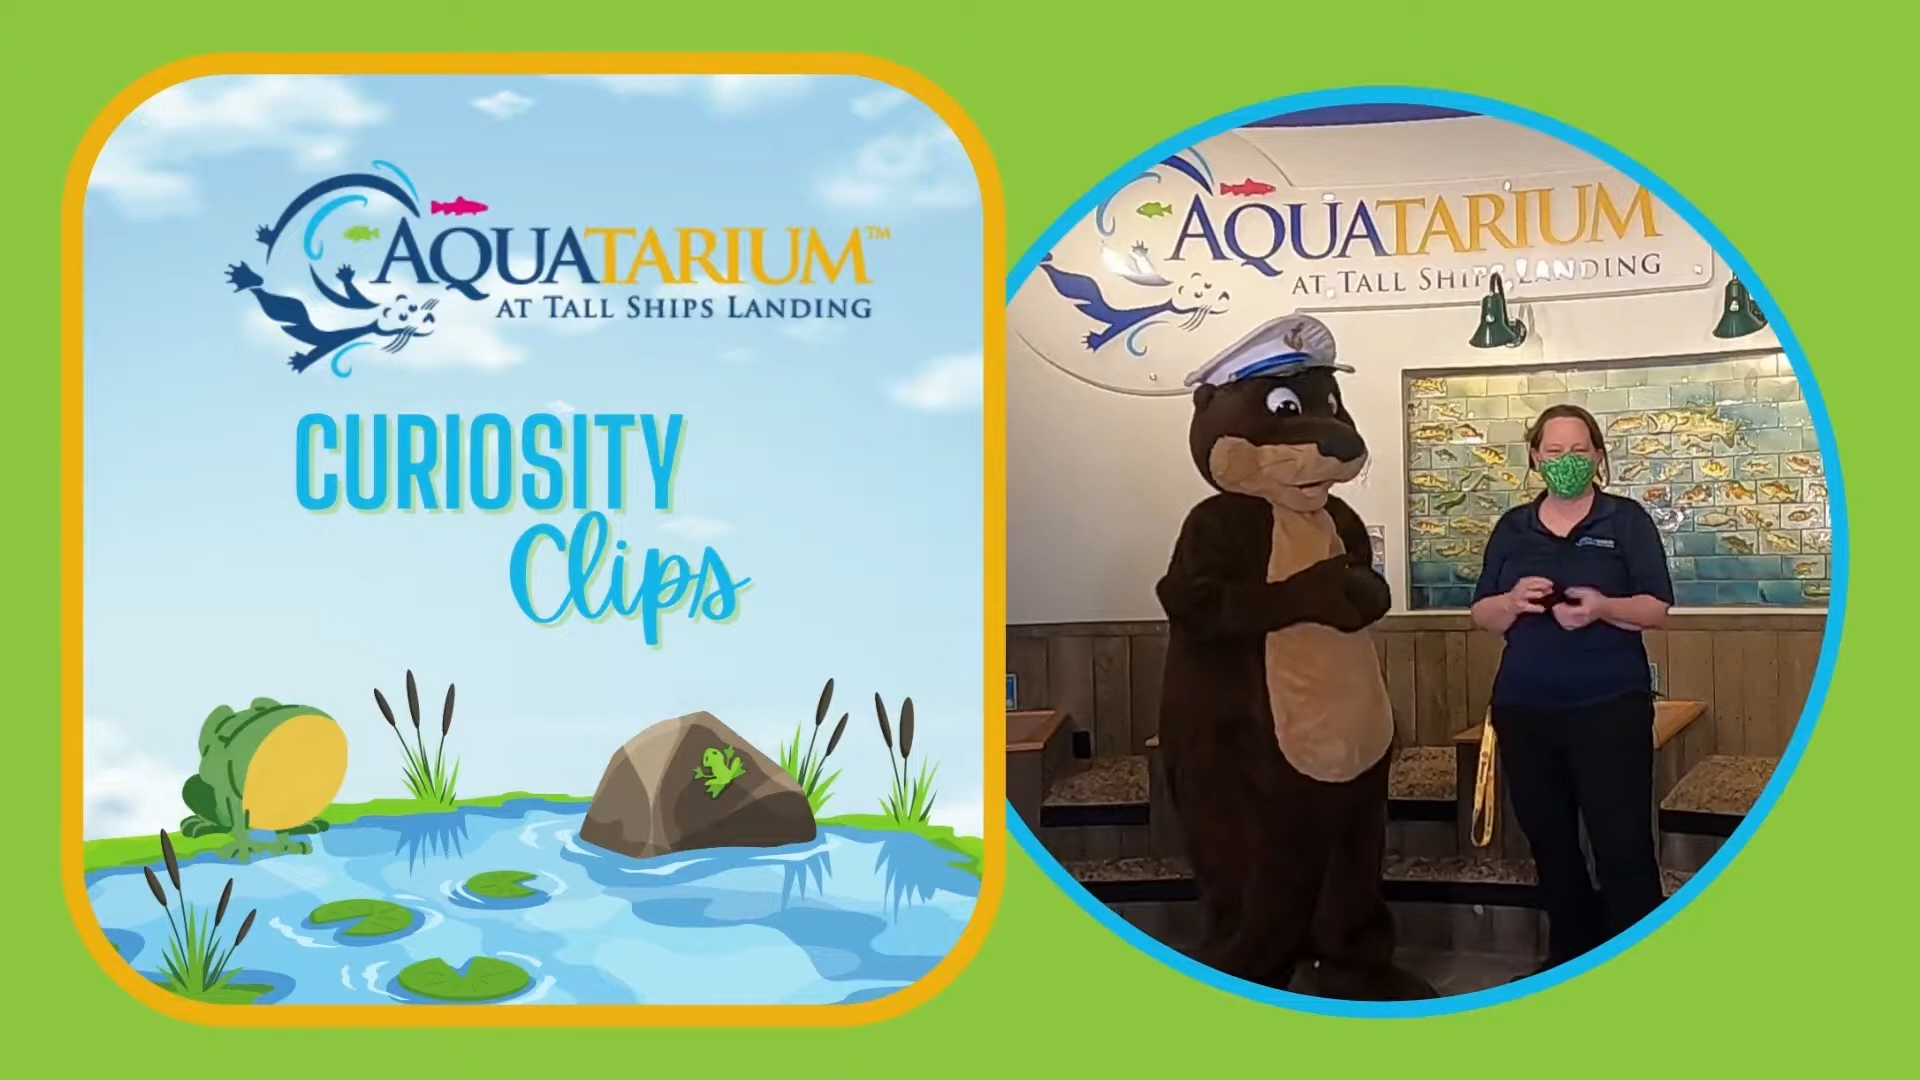 AQUATARIUM™
AT TALL SHIPS LANDING
CURIOSITY
Clips
AQUATARIUM
AT TALL SHIPS LANDING